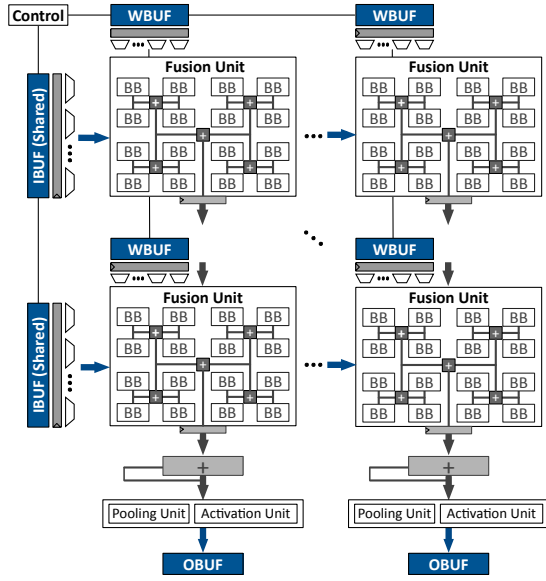 Control
WBUF
WBUF
IBUF (Shared)
Fusion Unit
Fusion Unit
BB BB BB BB
BB BB BB BB
+ + + +
BB BB BB BB
BB BB BB BB
+ +
BB BB BB BB
BB BB BB BB
+ + + +
BB BB BB BB
BB BB BB BB
WBUF
WBUF
IBUF (Shared)
Fusion Unit
Fusion Unit
BB BB BB BB
BB BB BB BB
+ + + +
BB BB BB BB
BB BB BB BB
+ +
BB BB BB BB
BB BB BB BB
+ + + +
BB BB BB BB
BB BB BB BB
+ +
Pooling Unit Activation Unit
Pooling Unit Activation Unit
OBUF
OBUF